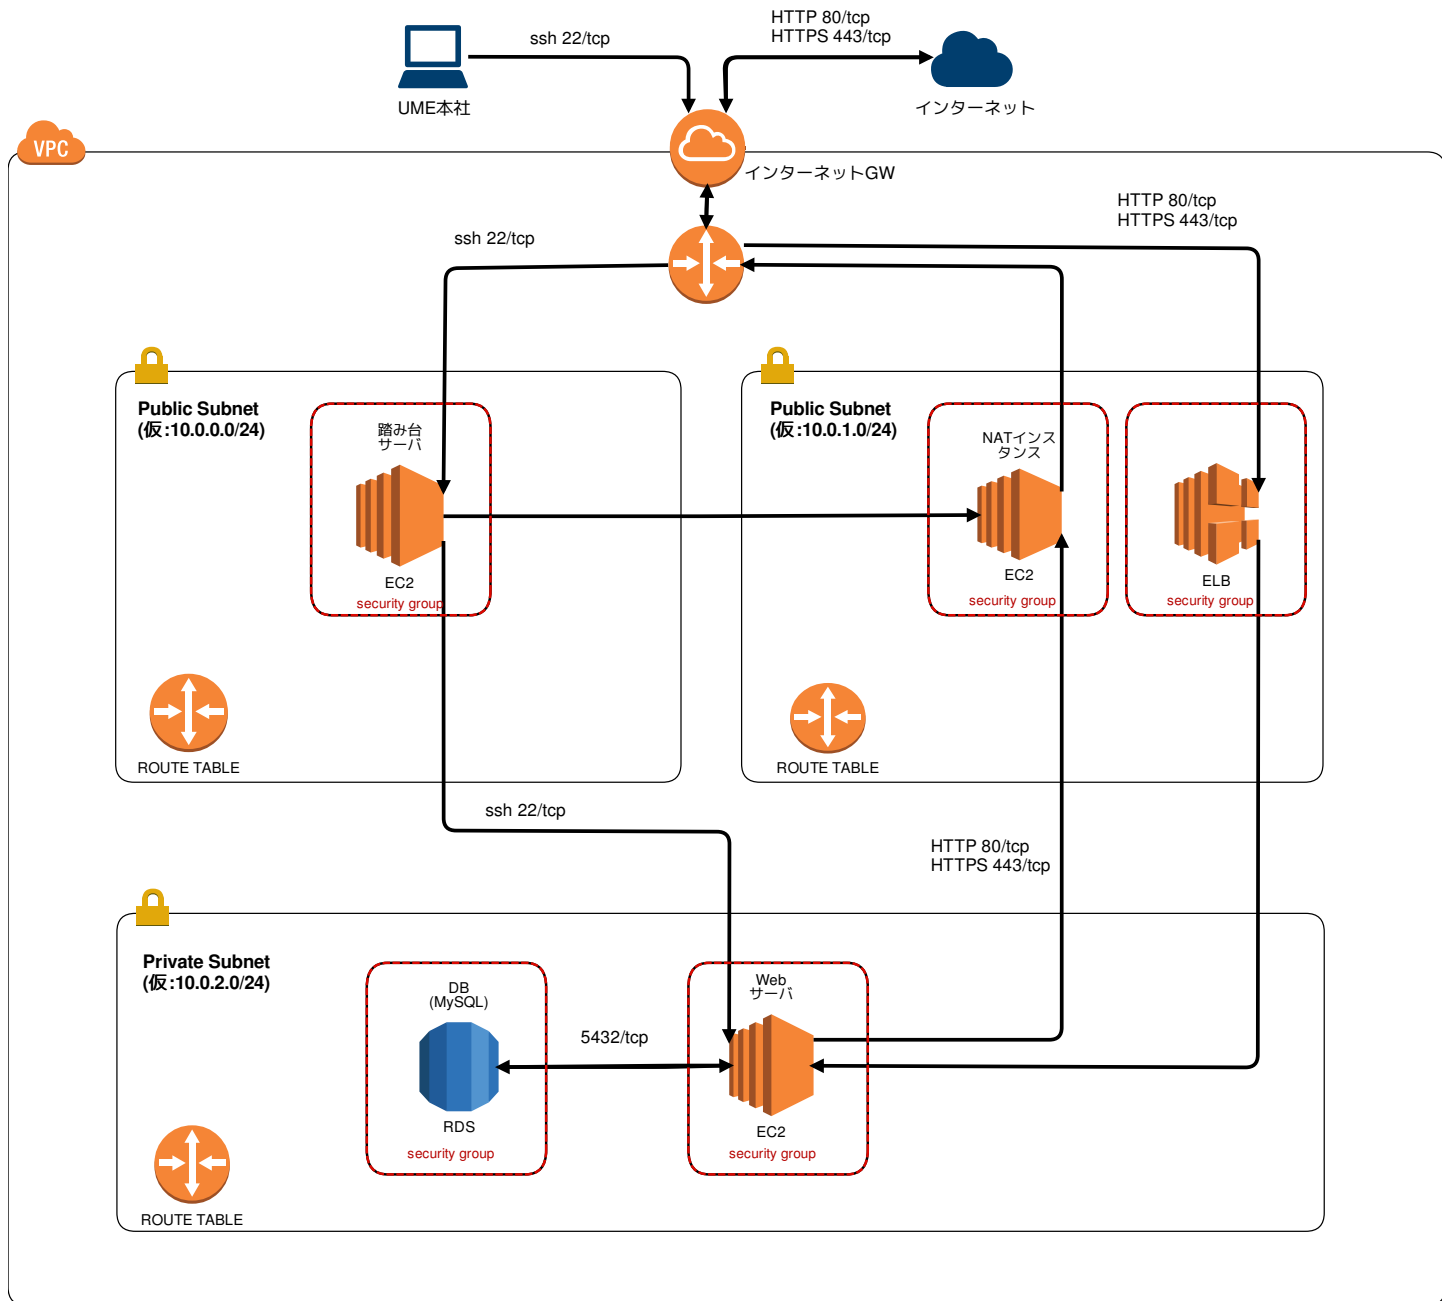 HTTP 80/tcp
HTTPS 443/tcp
ssh 22/tcp
UME本社
インターネット
VPC
インターネットGW
HTTP 80/tcp
HTTPS 443/tcp
ssh 22/tcp
Public Subnet
(仮:10.0.0.0/24)
踏み台
サーバ
EC2
security group
ROUTE TABLE
Public Subnet
(仮:10.0.1.0/24)
NATインス
タンス
EC2
security group
ELB
security group
ROUTE TABLE
ssh 22/tcp
HTTP 80/tcp
HTTPS 443/tcp
Private Subnet
(仮:10.0.2.0/24)
DB
(MySQL)
RDS
security group
5432/tcp
Web
サーバ
EC2
security group
ROUTE TABLE